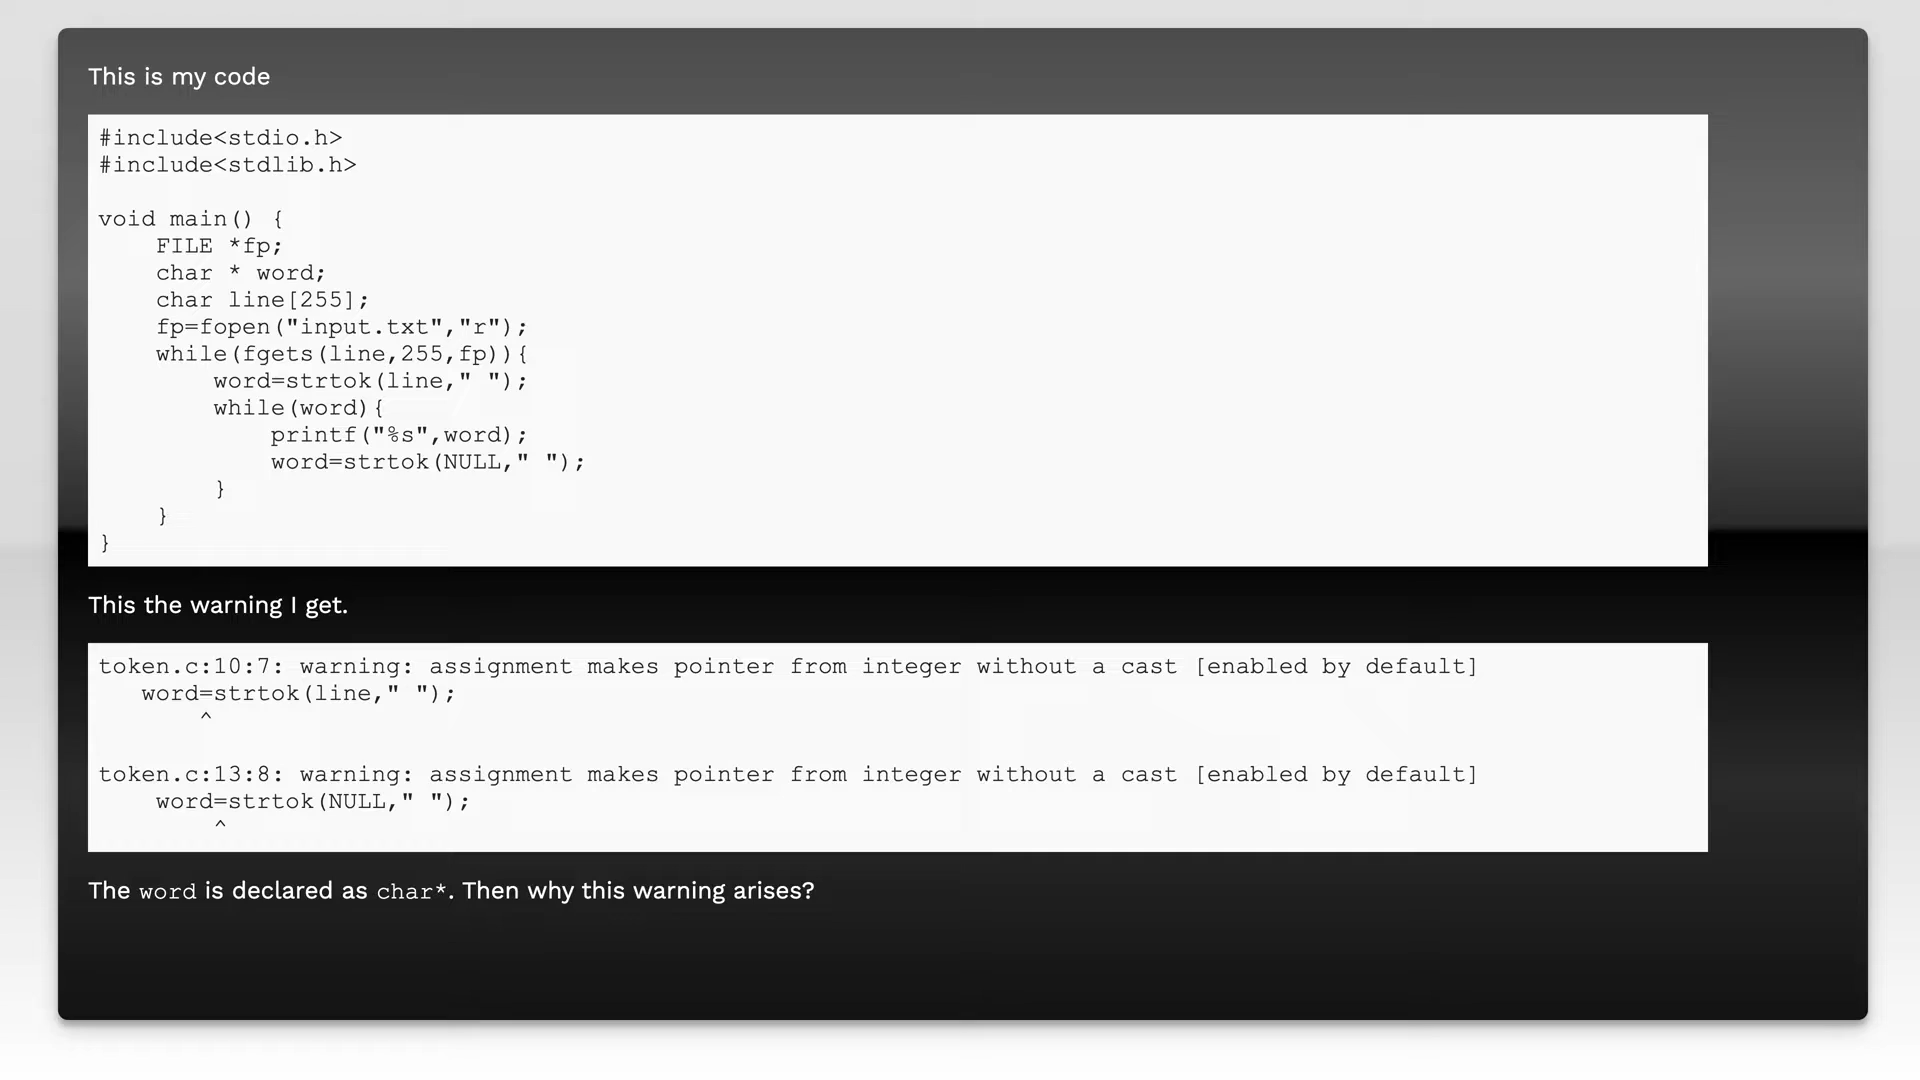 This is my code
#include<stdio.h>
#include<stdlib.h>
void main() {
    FILE *fp;
    char * word;
    char line[255];
    fp=fopen("input.txt","r");
    while(fgets(line,255,fp)){
        word=strtok(line," ");
        while(word){
            printf("%s",word);
            word=strtok(NULL," ");
        }
    }
}
This the warning I get.
token.c:10:7: warning: assignment makes pointer from integer without a cast [enabled by default]
   word=strtok(line," ");
       ^
token.c:13:8: warning: assignment makes pointer from integer without a cast [enabled by default]
    word=strtok(NULL," ");
        ^
The word is declared as char*. Then why this warning arises?